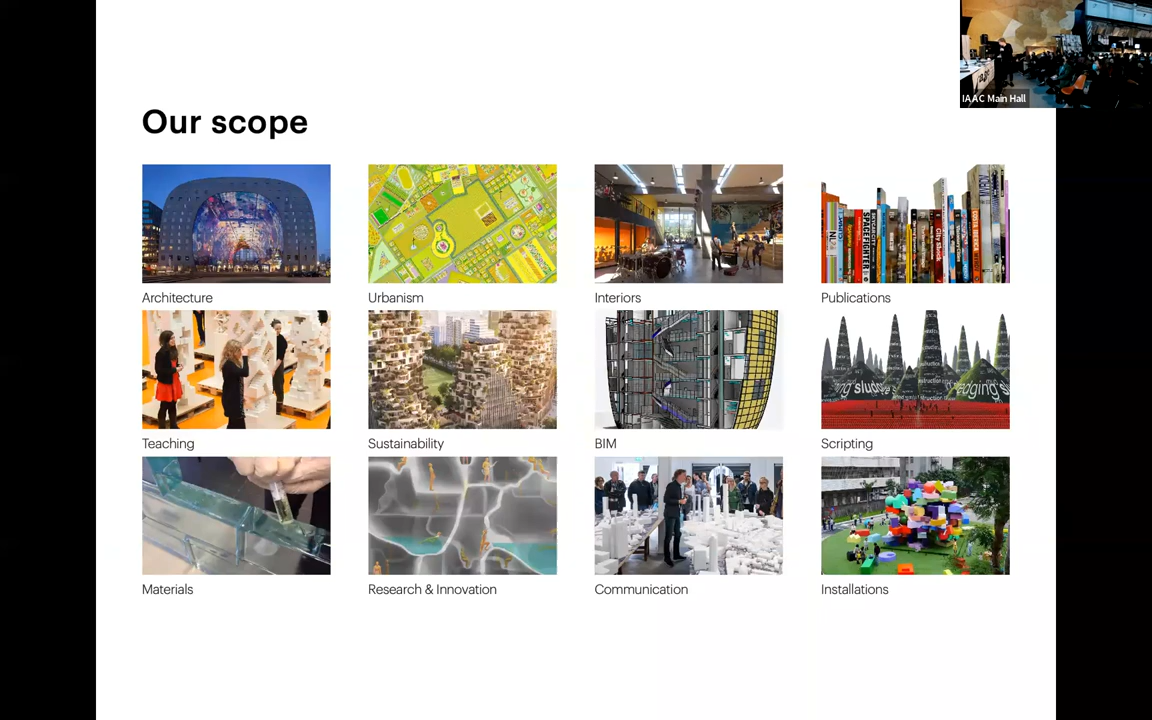 IAAC Main Hall
Our scope
Architecture
Urbanism
Interiors
Publications
Teaching
Sustainability
BIM
Scripting
Materials
Research & Innovation
Communication
Installations